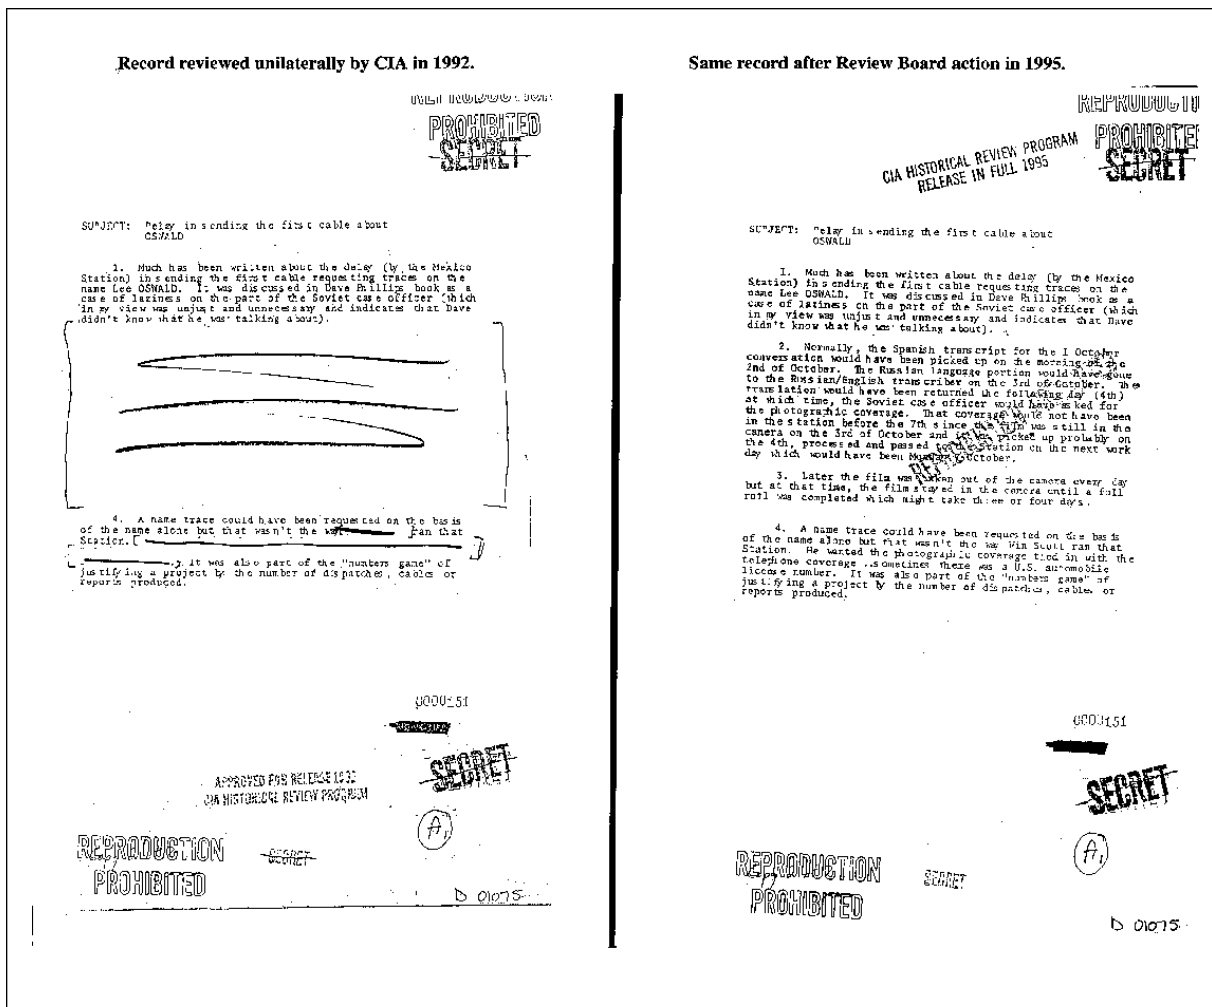 Record reviewed unilaterally by CIA in 1992.
PROHIBITED
SECRET
SUBJECT: Delay in sending the first cable about
OSWALD
1. Much has been written about the delay (by the Mexico
Station) in sending the first cable requesting traces on the
name Lee OSWALD. It was discussed in Dave Phillips book as a
case of laziness on the part of the Soviet case officer (which
in my view was unjust and unnecessary and indicates that Dave
didn't know that he was talking about).
4. A name trace could have been requested on the basis
of the name alone but that wasn't the way ran that
Station.
It was also part of the "numbers game" of
justifying a project by the number of dispatches, cables or
reports produced.
0000151
SECRET
APPROVED FOR RELEASE
CIA HISTORICAL REVIEW PROGRAM
A,
REPRODUCTION
PROHIBITED
SECRET
D 01075
Same record after Review Board action in 1995.
REPRODUCTI
PROHIBITE
SECRET
CIA HISTORICAL REVIEW PROGRAM
RELEASE IN FULL 1995
SUBJECT: Delay in sending the first cable about
OSWALD
1. Much has been written about the delay (by the Mexico
Station) in sending the first cable requesting traces on the
name Lee OSWALD. It was discussed in Dave Phillips book as a
case of laziness on the part of the Soviet case officer (which
in my view was unjust and unnecessary and indicates that Dave
didn't know that he was talking about).
2. Normally, the Spanish transcript for the 1 October
conversation would have been picked up on the morning of the
2nd of October. The Russian language portion would have gone
to the Russian/English transcriber on the 3rd of October. The
translation would have been returned the following day (4th)
at which time, the Soviet case officer would have asked for
the photographic coverage. That coverage would not have been
in the station before the 7th since the film was still in the
camera on the 3rd of October and picked up probably on
the 4th, processed and passed to the station on the next work
day which would have been October.
3. Later the film was taken out of the camera every day
but at that time, the film stayed in the camera until a full
roll was completed which might take three or four days.
4. A name trace could have been requested on the basis
of the name alone but that wasn't the way Win Scott ran that
Station. He wanted the photographic coverage tied in with the
telephone coverage ..sometimes there was a U.S. automobile
license number. It was also part of the "numbers game" of
justifying a project by the number of dispatches, cables or
reports produced.
0000151
SECRET
A,
REPRODUCTION
PROHIBITED
SECRET
D 01075